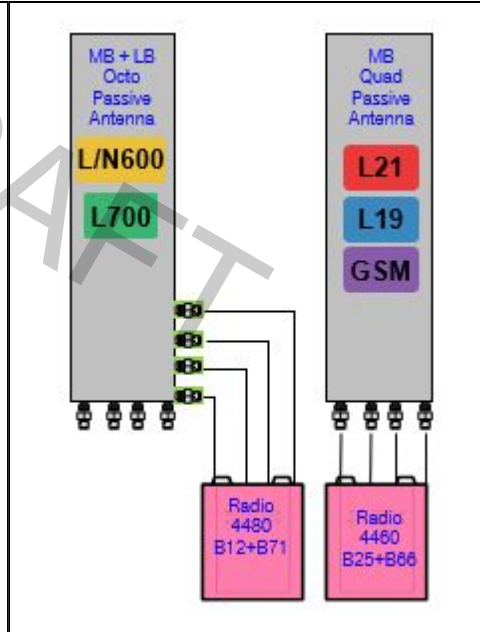 MB + LB
Octo
Passive
Antenna
L/N600
L700
MB
Quad
Passive
Antenna
L21
L19
GSM
Radio
4480
B12+B71
Radio
4460
B25+B66
RAFT